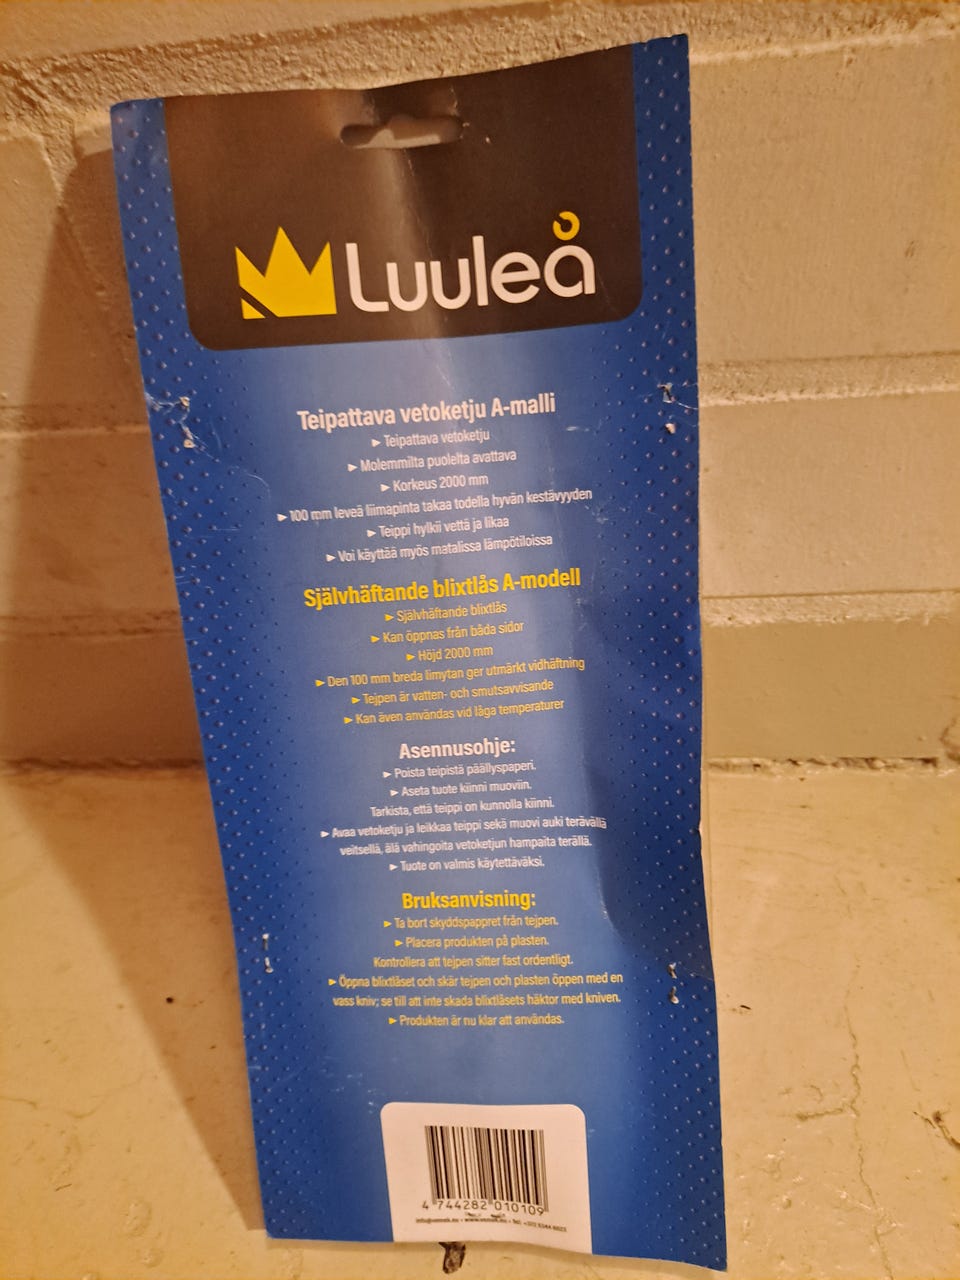 Luuleå
Teipattava vetoketju A-malli
► Teipattava vetoketju
► Molemmilta puolelta avattava
► Korkeus 2000 mm
► 100 mm leveä liimapinta takaa todella hyvän kestävyyden
► Teippi hylkii vettä ja likaa
► Voi käyttää myös matalissa lämpötiloissa
Självhäftande blixtlås A-modell
► Självhäftande blixtlås
► Kan öppnas från båda sidor
► Höjd 2000 mm
► Den 100 mm breda limytan ger utmärkt vidhäftning
► Tejpen är vatten- och smutsavvisande
► Kan även användas vid låga temperaturer
Asennusohje:
► Poista teipistä päällyspaperi.
► Aseta tuote kiinni muoviin.
Tarkista, että teippi on kunnolla kiinni.
► Avaa vetoketju ja leikkaa teippi sekä muovi auki terävällä
veitsellä, älä vahingoita vetoketjun hampaita terällä.
► Tuote on valmis käytettäväksi.
Bruksanvisning:
► Ta bort skyddspappret från tejpen.
► Placera produkten på plasten.
Kontrollera att tejpen sitter fast ordentligt.
► Öppna blixtlåset och skär tejpen och plasten öppen med en
vass kniv; se till att inte skada blixtlåsets häktor med kniven.
► Produkten är nu klar att användas.
4 744282 010109